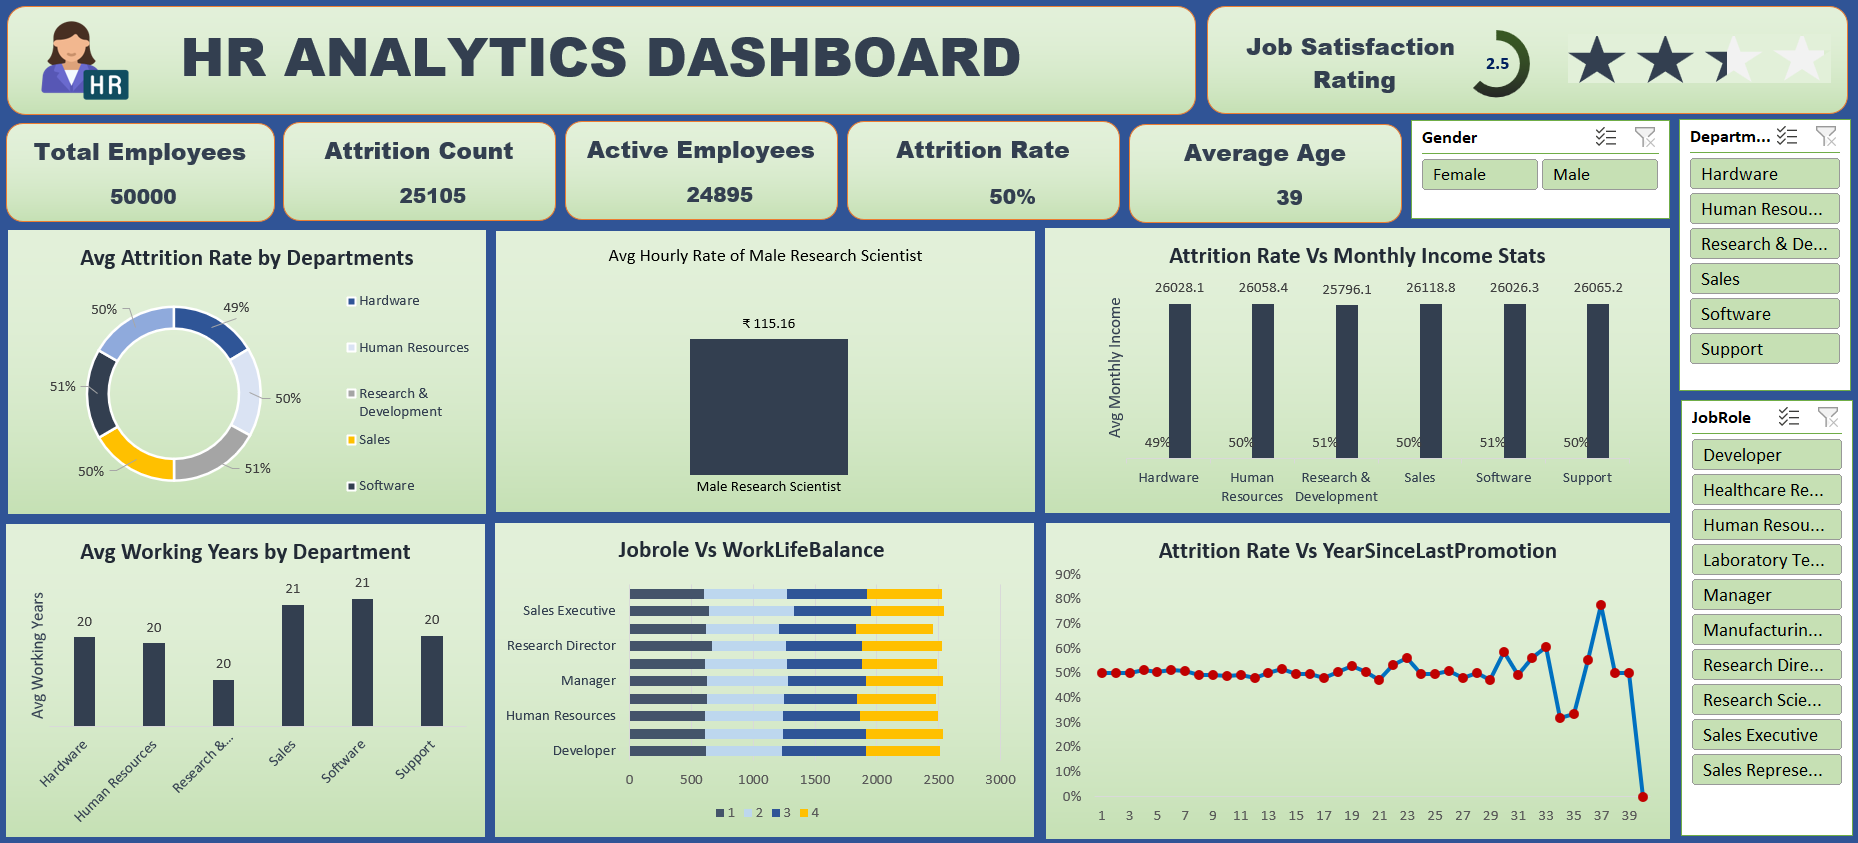 HR
HR ANALYTICS DASHBOARD
Job Satisfaction
Rating
2.5
Total Employees
50000
Attrition Count
25105
Active Employees
24895
Attrition Rate
50%
Average Age
39
Gender
Female
Male
Departm...
Hardware
Human Resou...
Research & De...
Sales
Software
Support
JobRole
Developer
Healthcare Re...
Human Resou...
Laboratory Te...
Manager
Manufacturin...
Research Dire...
Research Scie...
Sales Executive
Sales Represe...
Avg Attrition Rate by Departments
50%
49%
51%
50%
50%
51%
Hardware
Human Resources
Research &
Development
Sales
Software
Avg Hourly Rate of Male Research Scientist
₹ 115.16
Male Research Scientist
Attrition Rate Vs Monthly Income Stats
Avg Monthly Income
26028.1 26058.4 25796.1 26118.8 26026.3 26065.2
49% 50% 51% 50% 51% 50%
Hardware Human Research & Sales Software Support
Resources Development
Avg Working Years by Department
Avg Working Years
20 20 20 21 21 20
Hardware
Human Resources
Research &...
Sales
Software
Support
Jobrole Vs WorkLifeBalance
Sales Executive
Research Director
Manager
Human Resources
Developer
0 500 1000 1500 2000 2500 3000
1 2 3 4
Attrition Rate Vs YearSinceLastPromotion
90%
80%
70%
60%
50%
40%
30%
20%
10%
0%
1 3 5 7 9 11 13 15 17 19 21 23 25 27 29 31 33 35 37 39